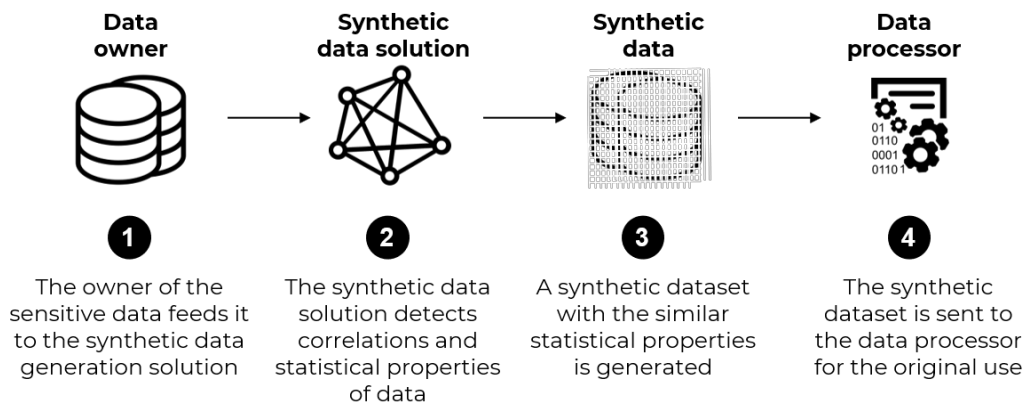 Data
owner
Synthetic
data solution
Synthetic
data
Data
processor
01
0110
0001
01101
1
2
3
4
The owner of the
sensitive data feeds it
to the synthetic data
generation solution
The synthetic data
solution detects
correlations and
statistical properties
of data
A synthetic dataset
with the similar
statistical properties
is generated
The synthetic
dataset is sent to
the data processor
for the original use